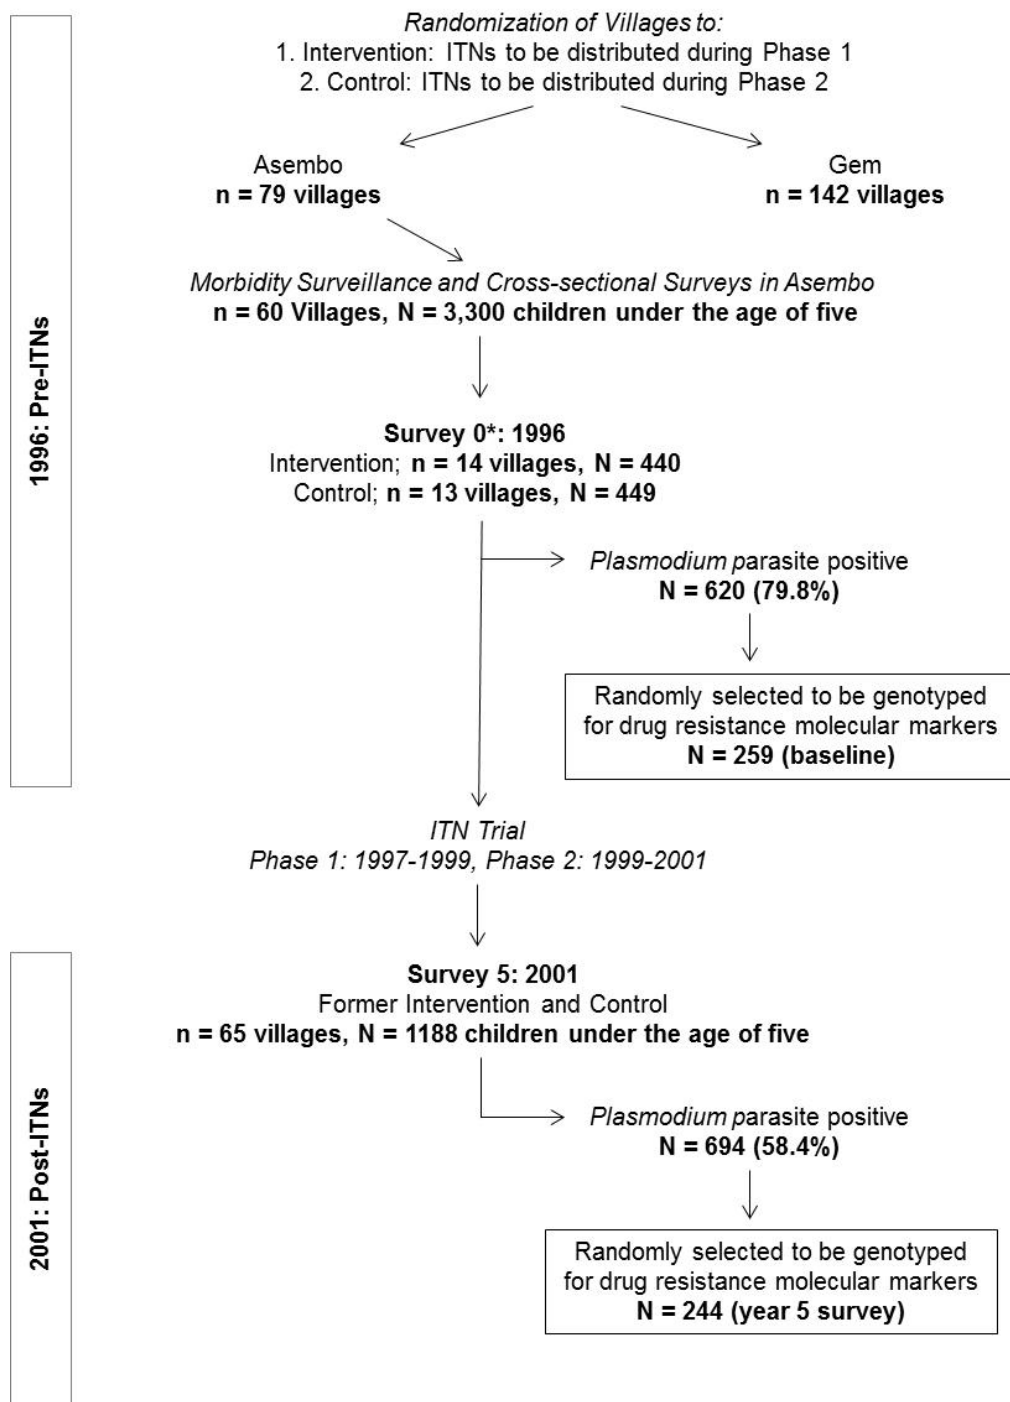 Randomization of Villages to:
1. Intervention: ITNs to be distributed during Phase 1
2. Control: ITNs to be distributed during Phase 2
Asembo
n = 79 villages
Gem
n = 142 villages
Morbidity Surveillance and Cross-sectional Surveys in Asembo
n = 60 Villages, N = 3,300 children under the age of five
1996: Pre-ITNs
Survey 0*: 1996
Intervention; n = 14 villages, N = 440
Control; n = 13 villages, N = 449
Plasmodium parasite positive
N = 620 (79.8%)
Randomly selected to be genotyped
for drug resistance molecular markers
N = 259 (baseline)
ITN Trial
Phase 1: 1997-1999, Phase 2: 1999-2001
2001: Post-ITNs
Survey 5: 2001
Former Intervention and Control
n = 65 villages, N = 1188 children under the age of five
Plasmodium parasite positive
N = 694 (58.4%)
Randomly selected to be genotyped
for drug resistance molecular markers
N = 244 (year 5 survey)